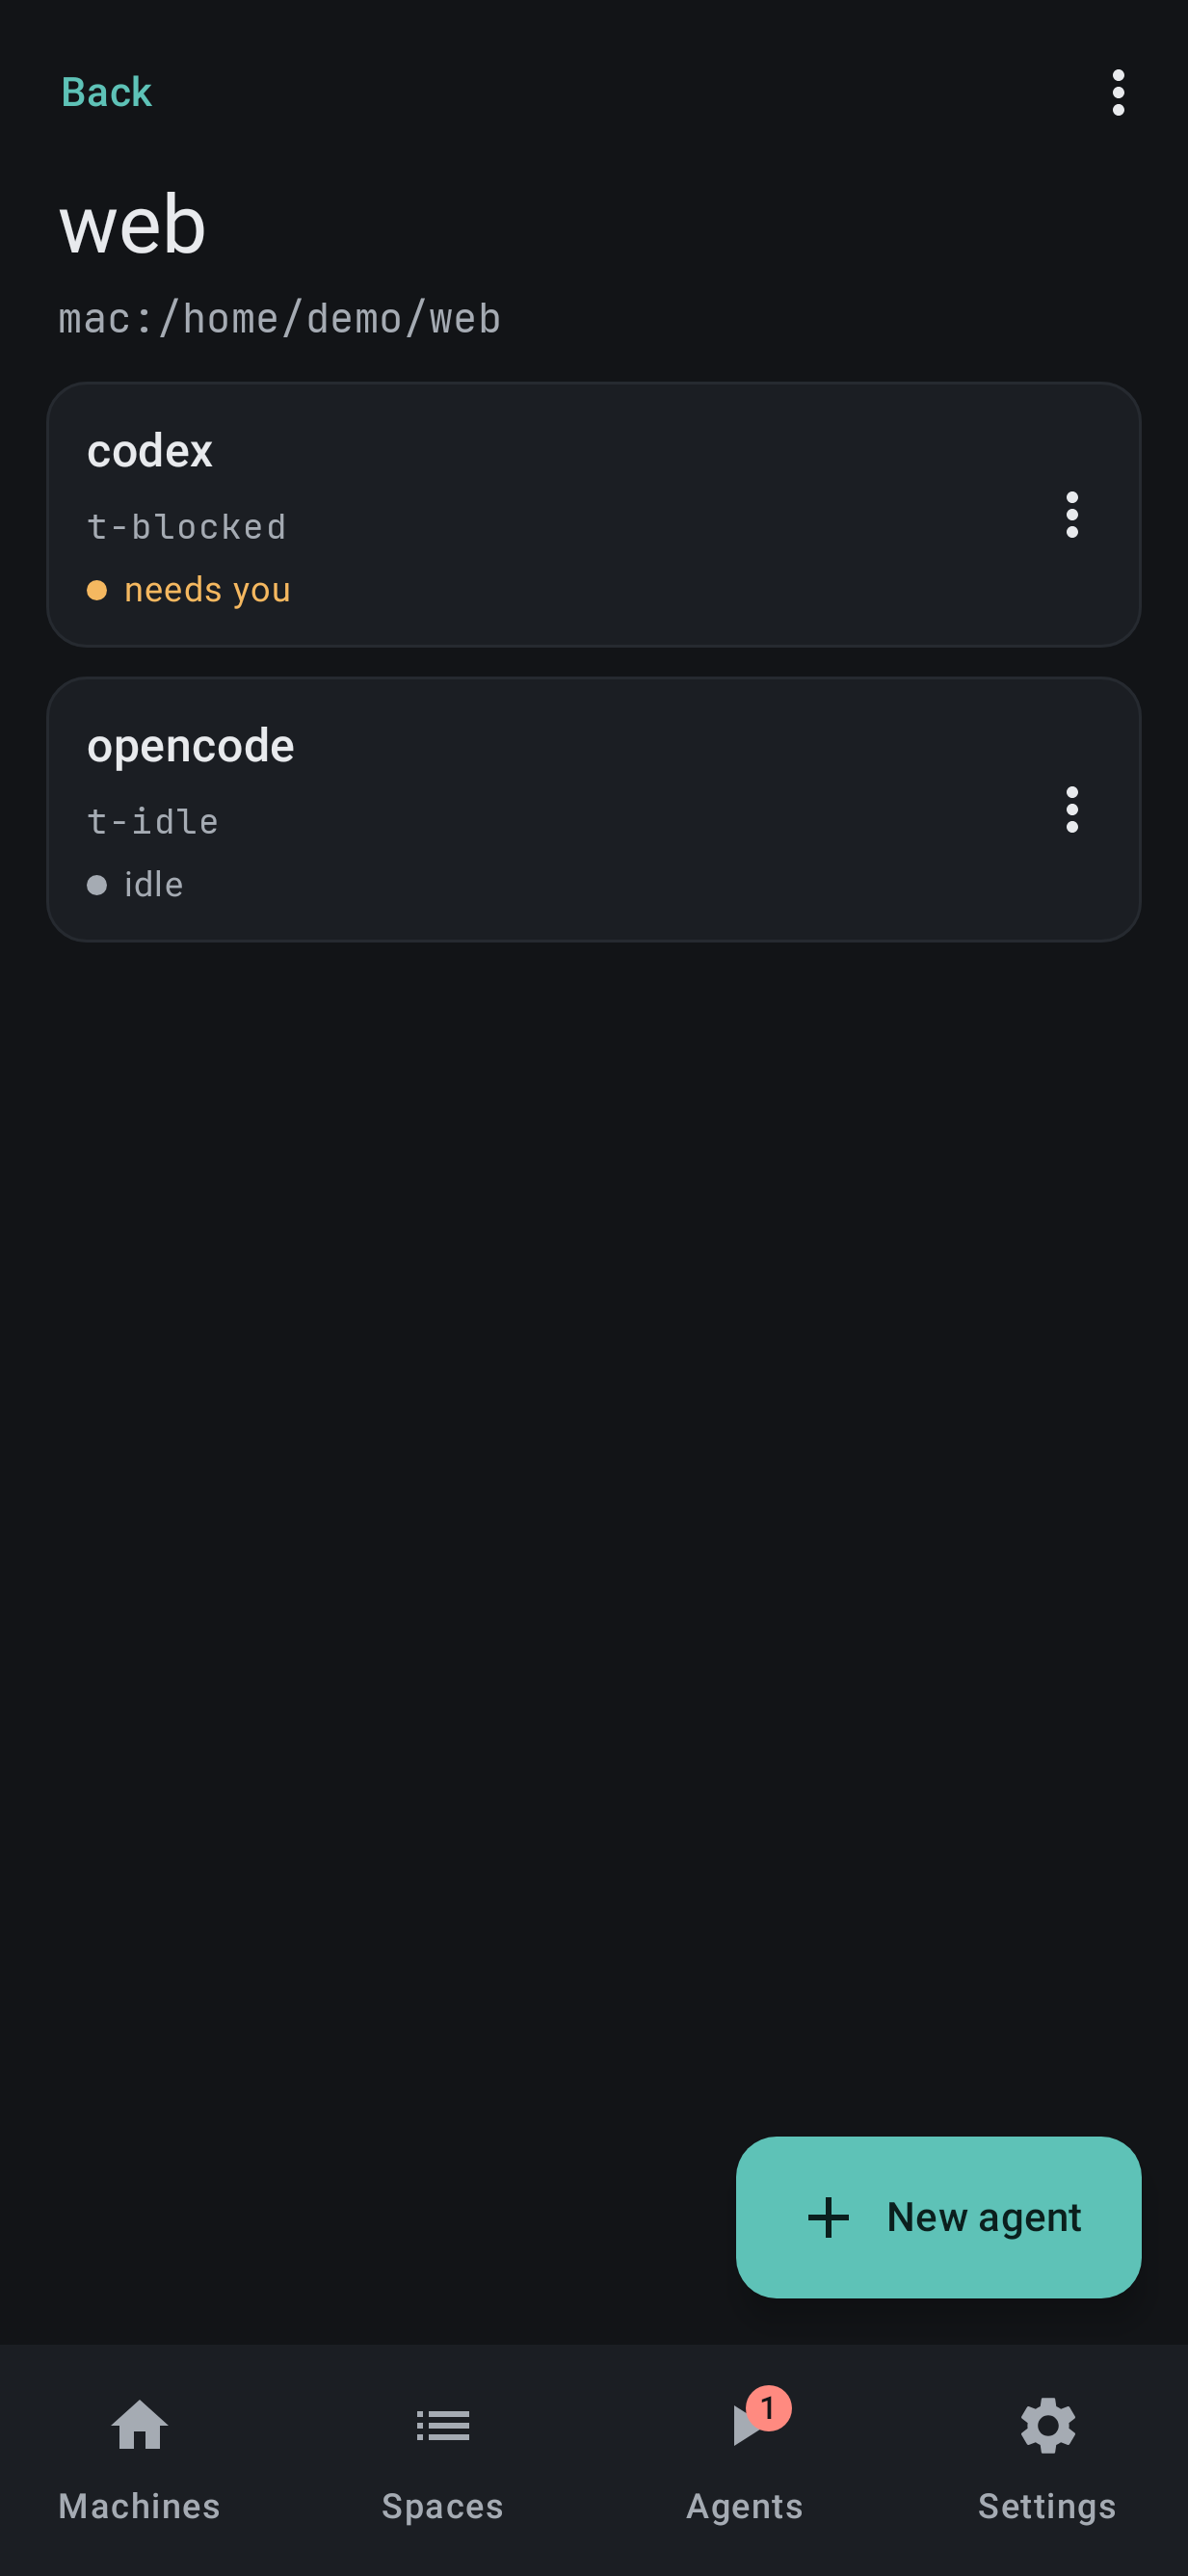 Back
web
mac:/home/demo/web
codex
t-blocked
needs you
opencode
t-idle
idle
New agent
1
Machines
Spaces
Agents
Settings